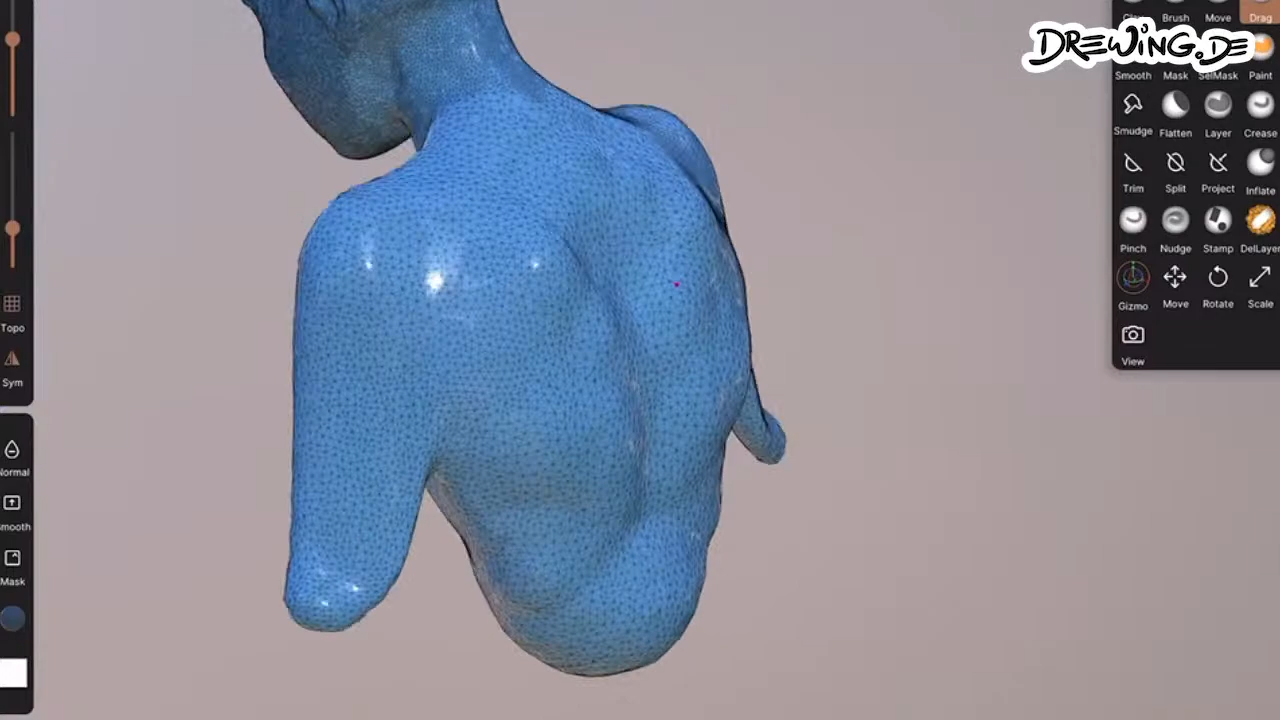 Brush Move Drag
DREWING.DE
Smooth Mask SelMask Paint
Smudge Flatten Layer Crease
Trim Split Project Inflate
Pinch Nudge Stamp DelLayer
Gizmo Move Rotate Scale
View
Topo
Sym
Normal
mooth
Mask